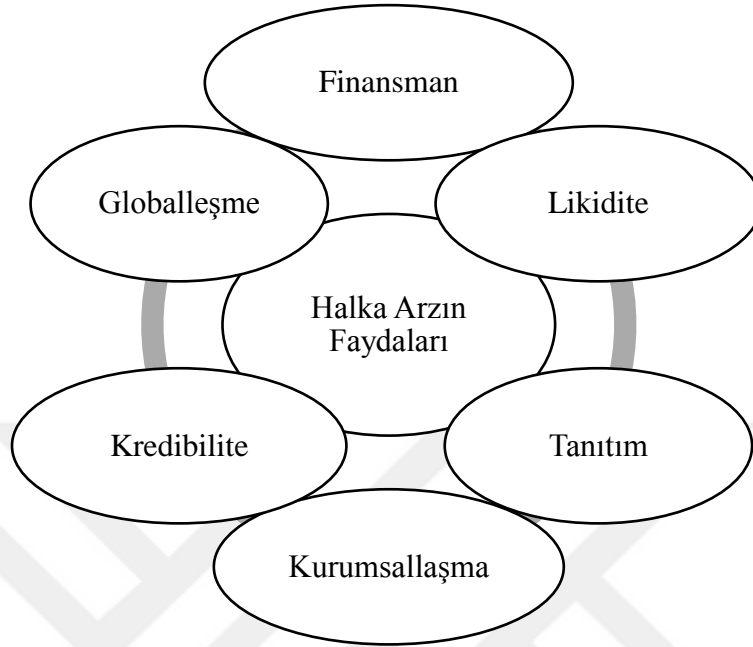 Finansman
Globalleşme
Likidite
Halka Arzın
Faydaları
Kredibilite
Tanıtım
Kurumsallaşma